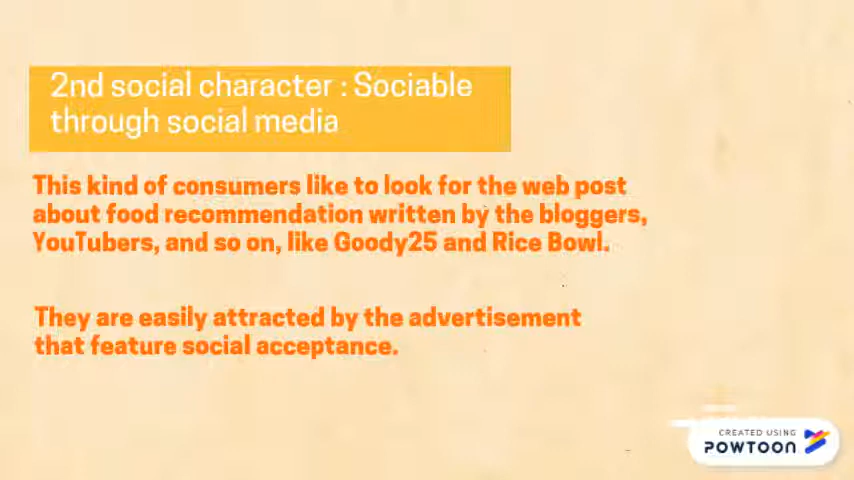 2nd social character : Sociable
through social media
This kind of consumers like to look for the web post
about food recommendation written by the bloggers,
YouTubers, and so on, like Goody25 and Rice Bowl.
They are easily attracted by the advertisement
that feature social acceptance.
CREATED USING
POWTOON